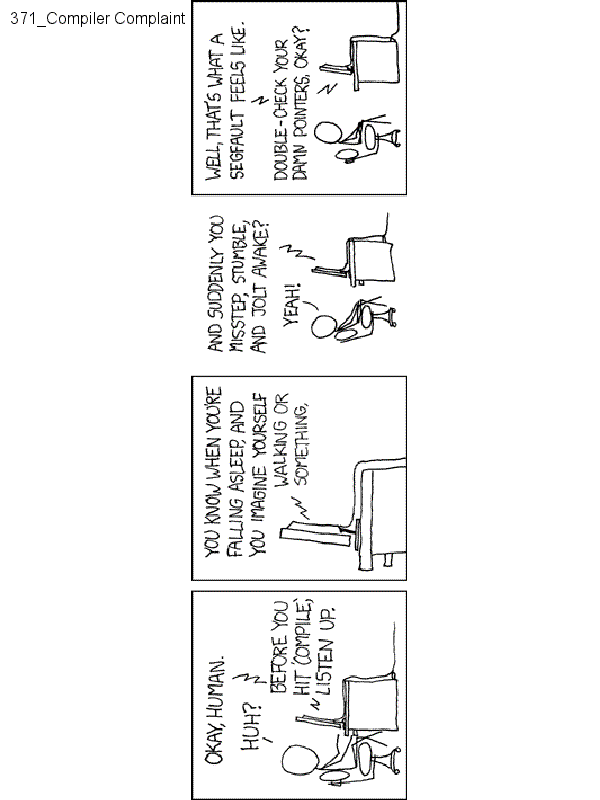 371_Compiler Complaint
OKAY, HUMAN.
HUH?
BEFORE YOU
HIT 'COMPILE,'
LISTEN UP.
YOU KNOW WHEN YOU'RE
FALLING ASLEEP, AND
YOU IMAGINE YOURSELF
WALKING OR
SOMETHING,
AND SUDDENLY YOU
MISSTEP, STUMBLE,
AND JOLT AWAKE?
YEAH!
WELL, THAT'S WHAT A
SEGFAULT FEELS LIKE.
DOUBLE-CHECK YOUR
DAMN POINTERS, OKAY?